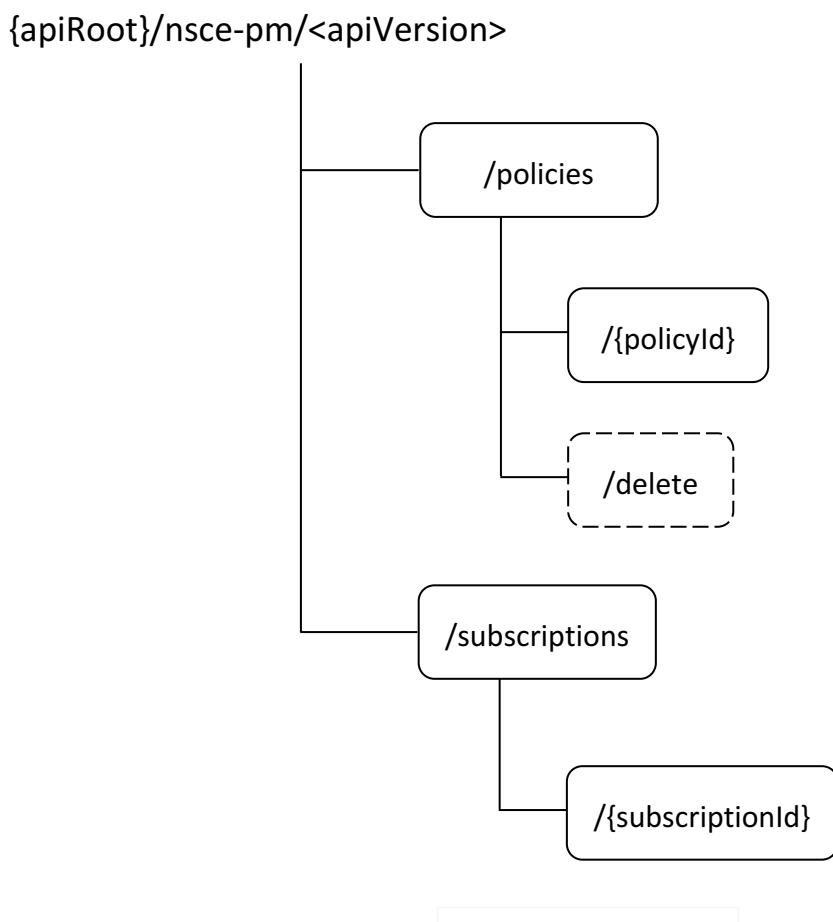 {apiRoot}/nsce-pm/<apiVersion>
/policies
/{policyId}
/delete
/subscriptions
/{subscriptionId}